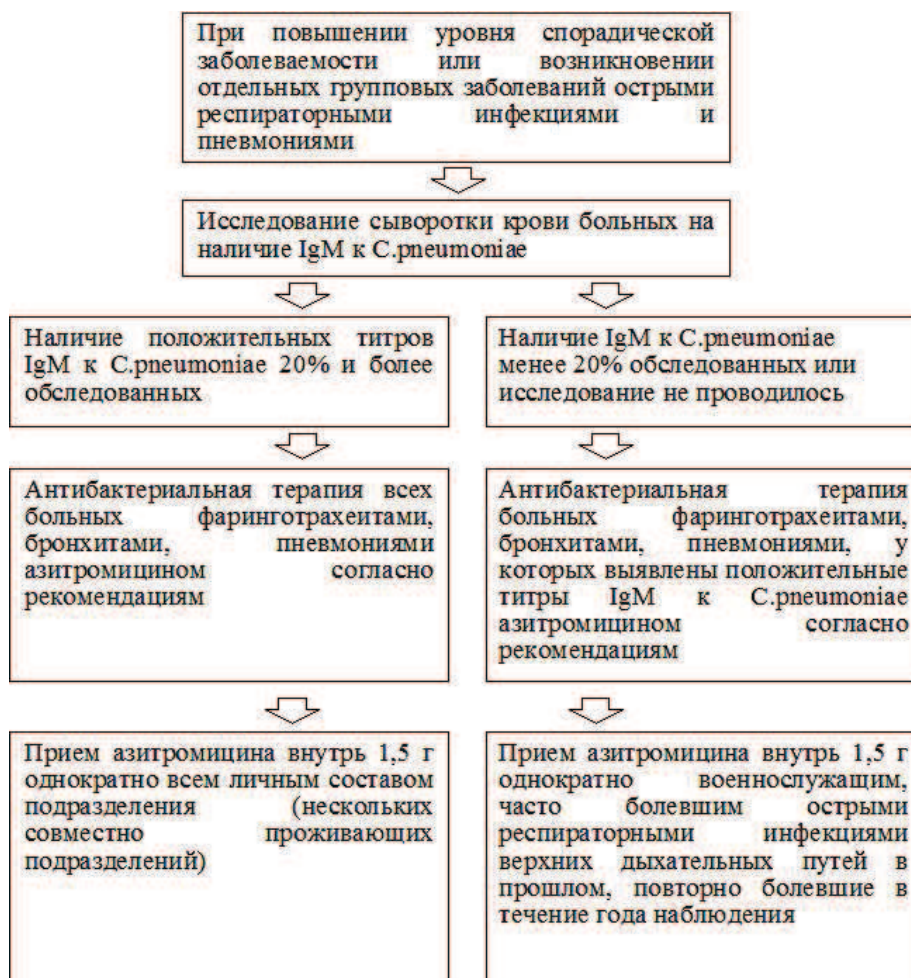 При повышении уровня спорадической
заболеваемости или возникновении
отдельных групповых заболеваний острыми
респираторными инфекциями и
пневмониями
Исследование сыворотки крови больных на
наличие IgM к C.pneumoniae
Наличие положительных титров
IgM к C.pneumoniae 20% и более
обследованных
Наличие IgM к C.pneumoniae
менее 20% обследованных или
исследование не проводилось
Антибактериальная терапия всех
больных фаринготрахеитами,
бронхитами, пневмониями
азитромицином согласно
рекомендациям
Антибактериальная терапия
больных фаринготрахеитами,
бронхитами, пневмониями, у
которых выявлены положительные
титры IgM к C.pneumoniae
азитромицином согласно
рекомендациям
Прием азитромицина внутрь 1,5 г
однократно всем личным составом
подразделения (нескольких
совместно проживающих
подразделений)
Прием азитромицина внутрь 1,5 г
однократно военнослужащим,
часто болевшим острыми
респираторными инфекциями
верхних дыхательных путей в
прошлом, повторно болевшие в
течение года наблюдения